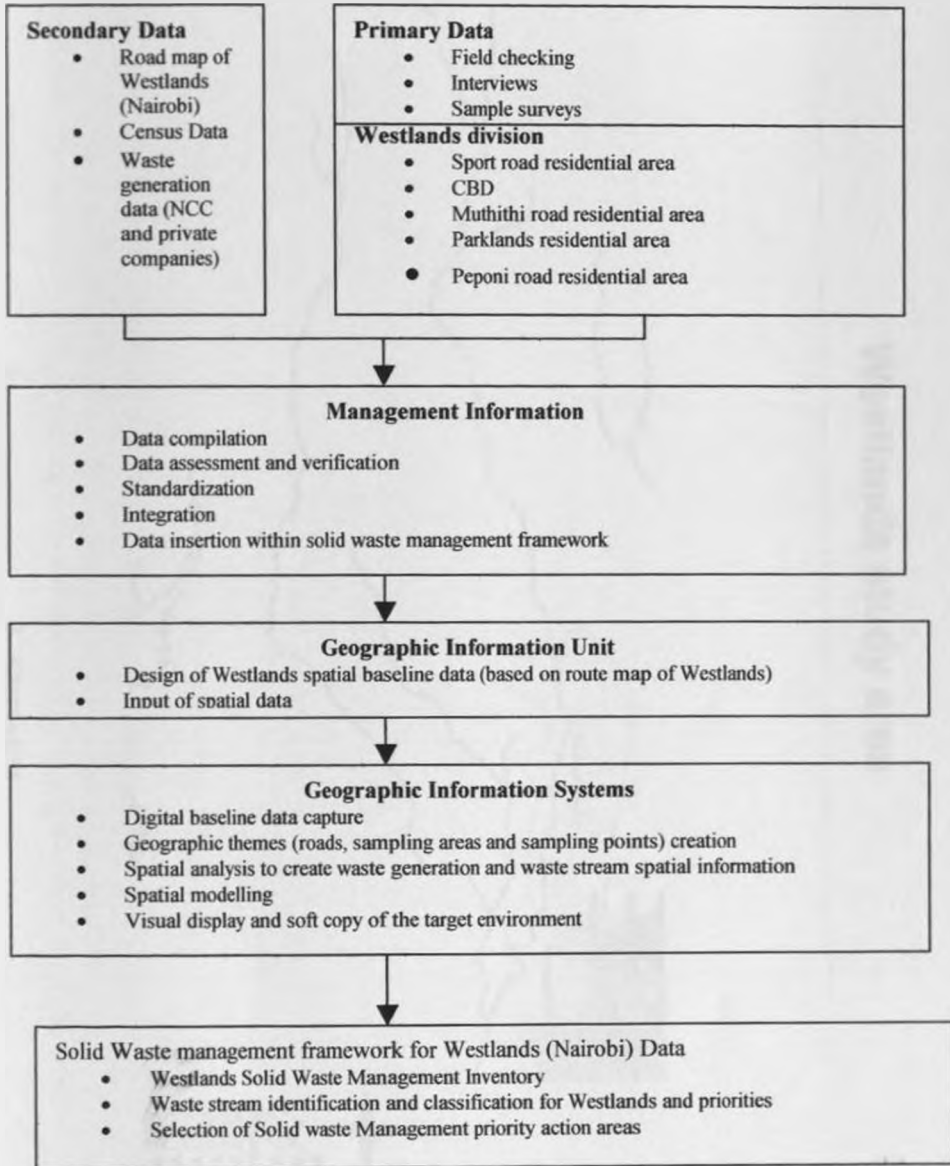 Secondary Data
• Road map of
Westlands
(Nairobi)
• Census Data
• Waste
generation
data (NCC
and private
companies)
Primary Data
• Field checking
• Interviews
• Sample surveys
Westlands division
• Sport road residential area
• CBD
• Muthithi road residential area
• Parklands residential area
• Peponi road residential area
Management Information
• Data compilation
• Data assessment and verification
• Standardization
• Integration
• Data insertion within solid waste management framework
Geographic Information Unit
• Design of Westlands spatial baseline data (based on route map of Westlands)
• Input of spatial data
Geographic Information Systems
• Digital baseline data capture
• Geographic themes (roads, sampling areas and sampling points) creation
• Spatial analysis to create waste generation and waste stream spatial information
• Spatial modelling
• Visual display and soft copy of the target environment
Solid Waste management framework for Westlands (Nairobi) Data
• Westlands Solid Waste Management Inventory
• Waste stream identification and classification for Westlands and priorities
• Selection of Solid waste Management priority action areas
Westlands study area